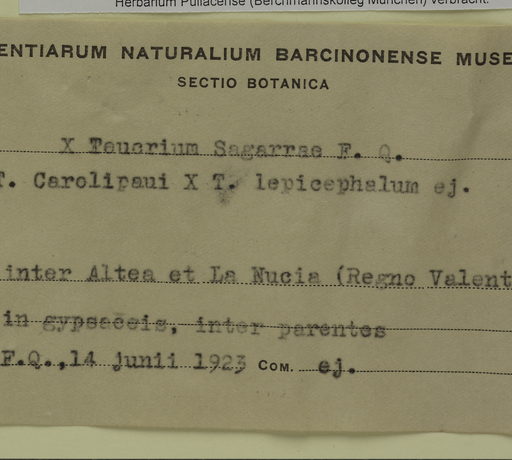 Herbarium Pullacense (Berchmannskolleg München) verbracht.
ENTIARUM NATURALIUM BARCINONENSE MUSE
SECTIO BOTANICA
X Teucrium Sagarrae F. Q.
T. Carolipaui X T. lepicephalum ej.
inter Altea et La Nucia (Regno Valent
in gypsaceis, inter parentes
F.Q.,14 junii 1923 COM. ej.